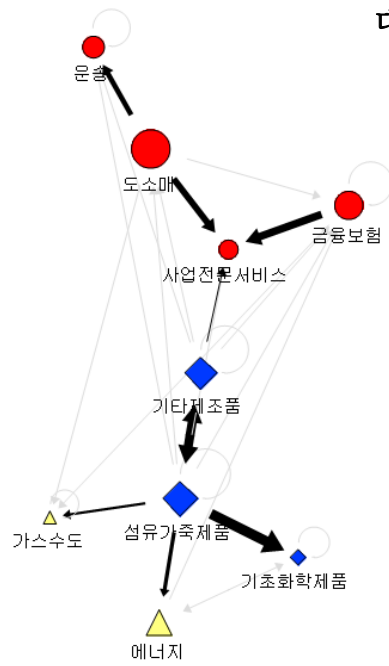 운송
도소매
금융보험
사업전문서비스
기타제조품
섬유가죽제품
가스수도
기초화학제품
에너지